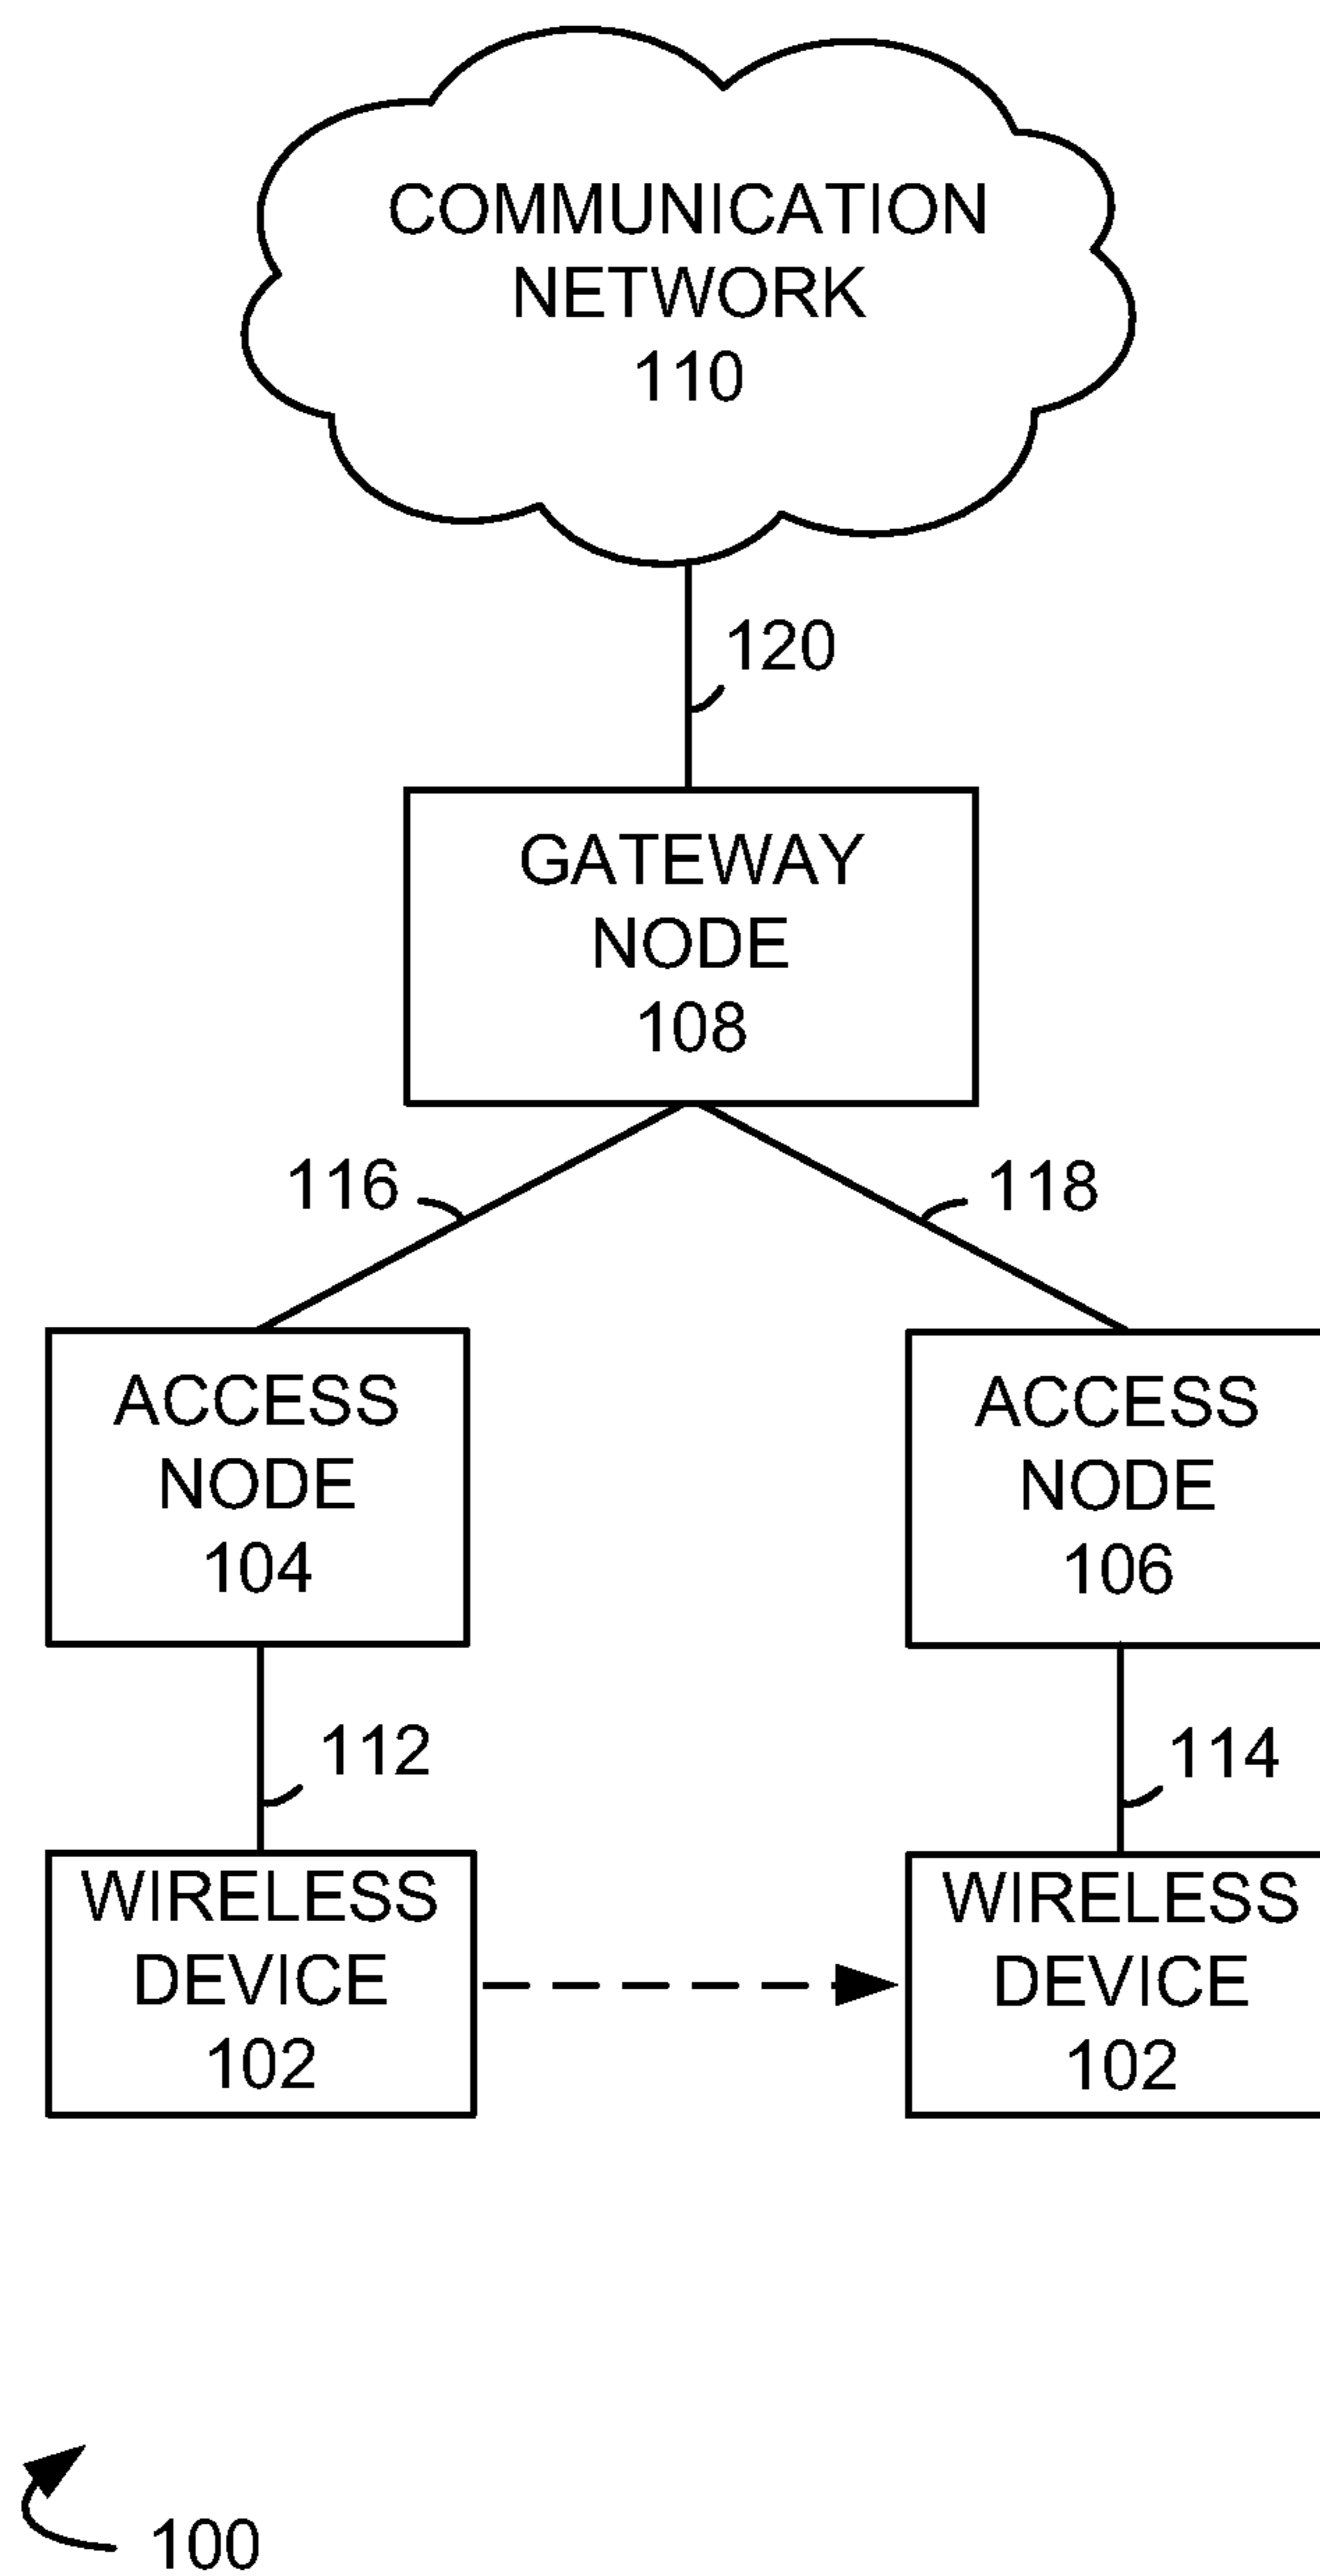 COMMUNICATION
NETWORK
110
120
GATEWAY
NODE
108
116
118
ACCESS
NODE
104
ACCESS
NODE
106
112
114
WIRELESS
DEVICE
102
WIRELESS
DEVICE
102
100